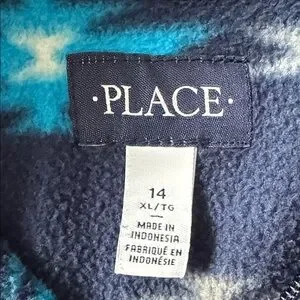 ·PLACE·
14
XL/TG
—
MADE IN
INDONESIA
FABRIQUÉ EN
INDONÉSIE